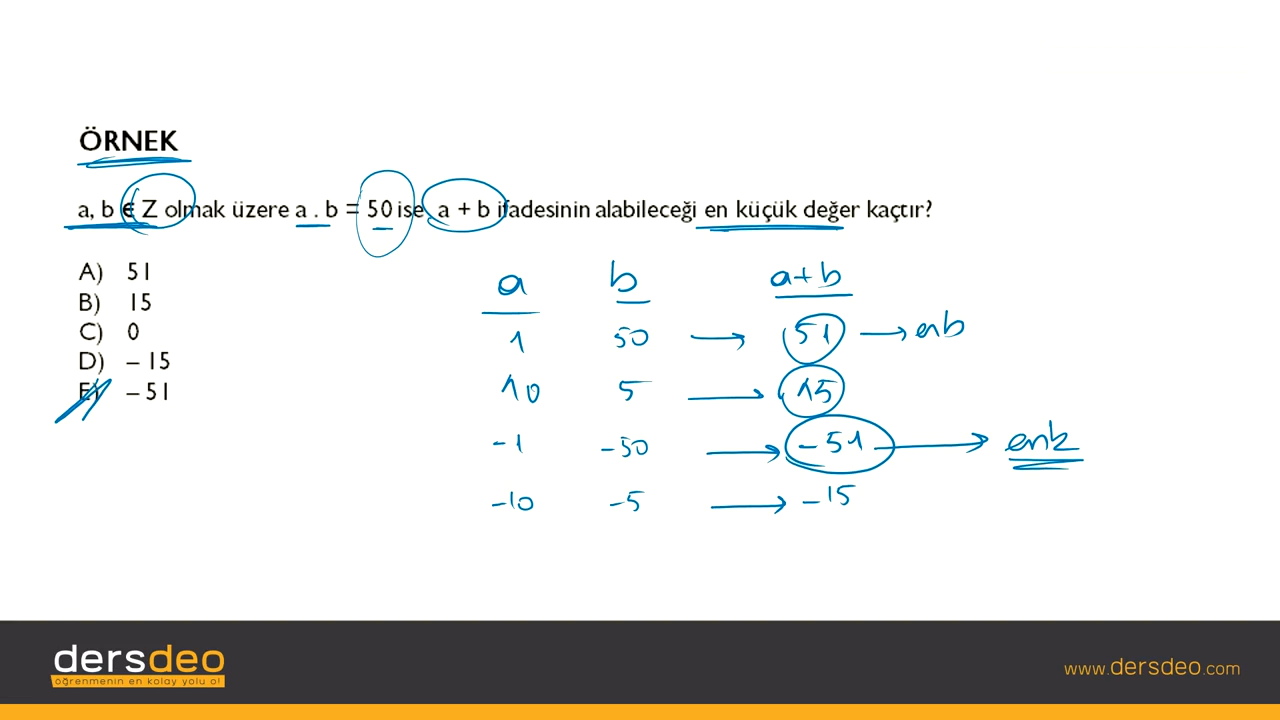 ÖRNEK
a, b ∈ Z olmak üzere a . b = 50 ise a + b ifadesinin alabileceği en küçük değer kaçtır?
A) 51
B) 15
C) 0
D) – 15
E) – 51
a b a+b
1 50 → 51 → enb
10 5 → 15
-1 -50 → -51 → enk
-10 -5 → -15
dersdeo
öğrenmenin en kolay yolu o!
www.dersdeo.com